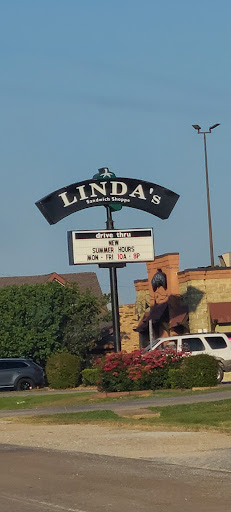 LINDA's
Sandwich Shoppe
drive thru
NEW
SUMMER HOURS
MON - FRI 10A - 8P